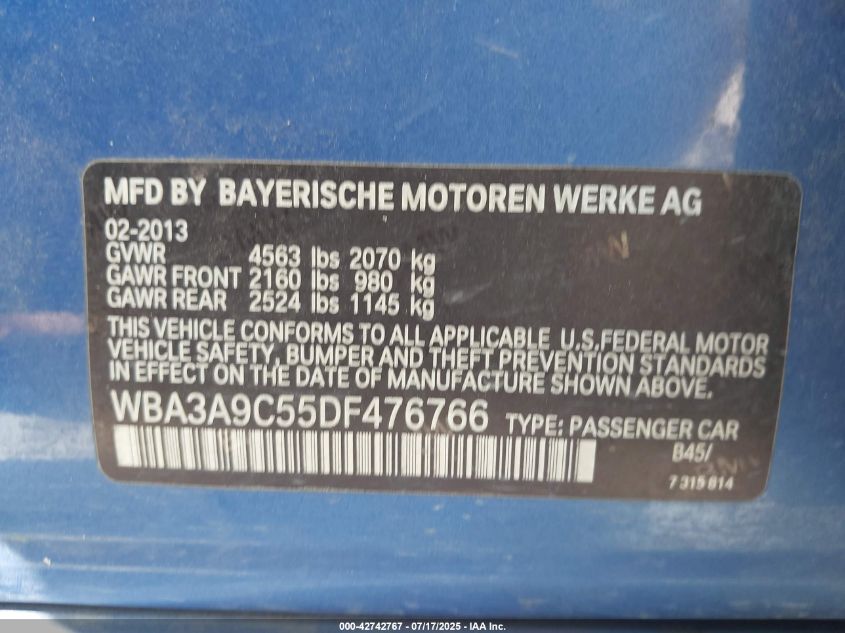 MFD BY BAYERISCHE MOTOREN WERKE AG
02-2013
GVWR 4563 lbs 2070 kg
GAWR FRONT 2160 lbs 980 kg
GAWR REAR 2524 lbs 1145 kg
THIS VEHICLE CONFORMS TO ALL APPLICABLE U.S.FEDERAL MOTOR
VEHICLE SAFETY, BUMPER AND THEFT PREVENTION STANDARDS
IN EFFECT ON THE DATE OF MANUFACTURE SHOWN ABOVE.
WBA3A9C55DF476766 TYPE: PASSENGER CAR
B45/
7 315 814
000-42742767 - 07/17/2025 - IAA Inc.